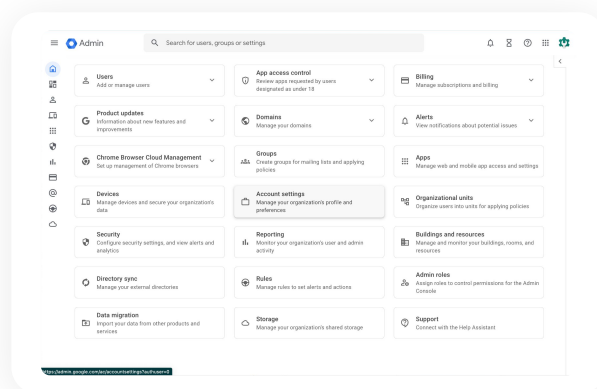 Admin
Search for users, groups or settings
Users
Add or manage users
App access control
Review apps requested by users
designated as under 18
Billing
Manage subscriptions and billing
Product updates
Information about new features and
improvements
Domains
Manage your domains
Alerts
View notifications about potential issues
Chrome Browser Cloud Management
Set up management of Chrome browsers
Groups
Create groups for mailing lists and applying
policies
Apps
Manage web and mobile app access and settings
Devices
Manage devices and secure your organization's
data
Account settings
Manage your organization's profile and
preferences
Organizational units
Organize users into units for applying policies
Security
Configure security settings, and view alerts and
analytics
Reporting
Monitor your organization's user and admin
activity
Buildings and resources
Manage and monitor your buildings, rooms, and
resources
Directory sync
Manage your external directories
Rules
Manage rules to set alerts and actions
Admin roles
Assign roles to control permissions for the Admin
Console
Data migration
Import your data from other products and
services
Storage
Manage your organization's shared storage
Support
Connect with the Help Assistant
https://admin.google.com/ac/accountsettings?authuser=0